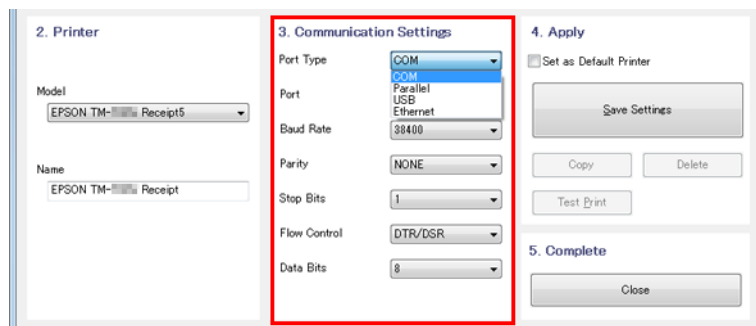 2. Printer
Model
EPSON TM- Receipt5
Name
EPSON TM- Receipt
3. Communication Settings
Port Type
COM
COM
Parallel
USB
Ethernet
Port
Baud Rate
38400
Parity
NONE
Stop Bits
1
Flow Control
DTR/DSR
Data Bits
8
4. Apply
Set as Default Printer
Save Settings
Copy
Delete
Test Print
5. Complete
Close